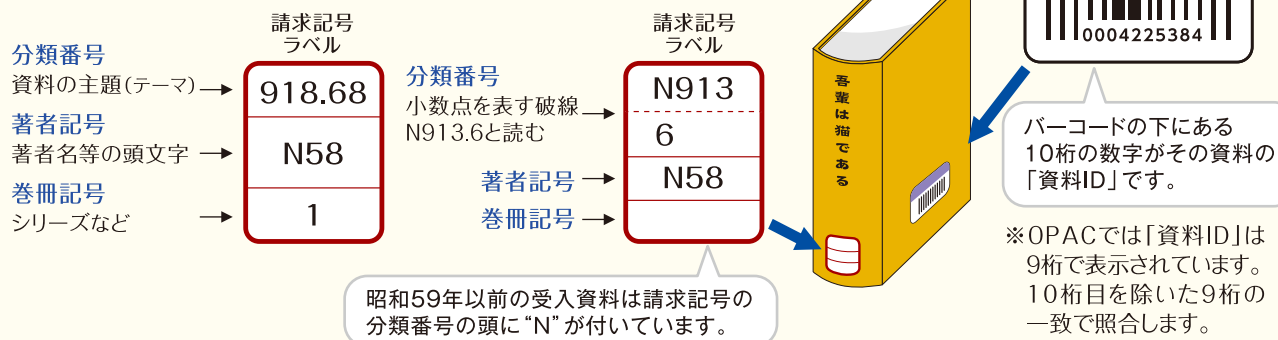 請求記号
ラベル
分類番号
資料の主題(テーマ)
918.68
著者記号
著者名等の頭文字
N58
巻冊記号
シリーズなど
1
請求記号
ラベル
分類番号
小数点を表す破線
N913.6と読む
N913
6
著者記号
N58
巻冊記号
昭和59年以前の受入資料は請求記号の
分類番号の頭に“N”が付いています。
吾輩は猫である
0004225384
バーコードの下にある
10桁の数字がその資料の
「資料ID」です。
※OPACでは「資料ID」は
9桁で表示されています。
10桁目を除いた9桁の
一致で照合します。